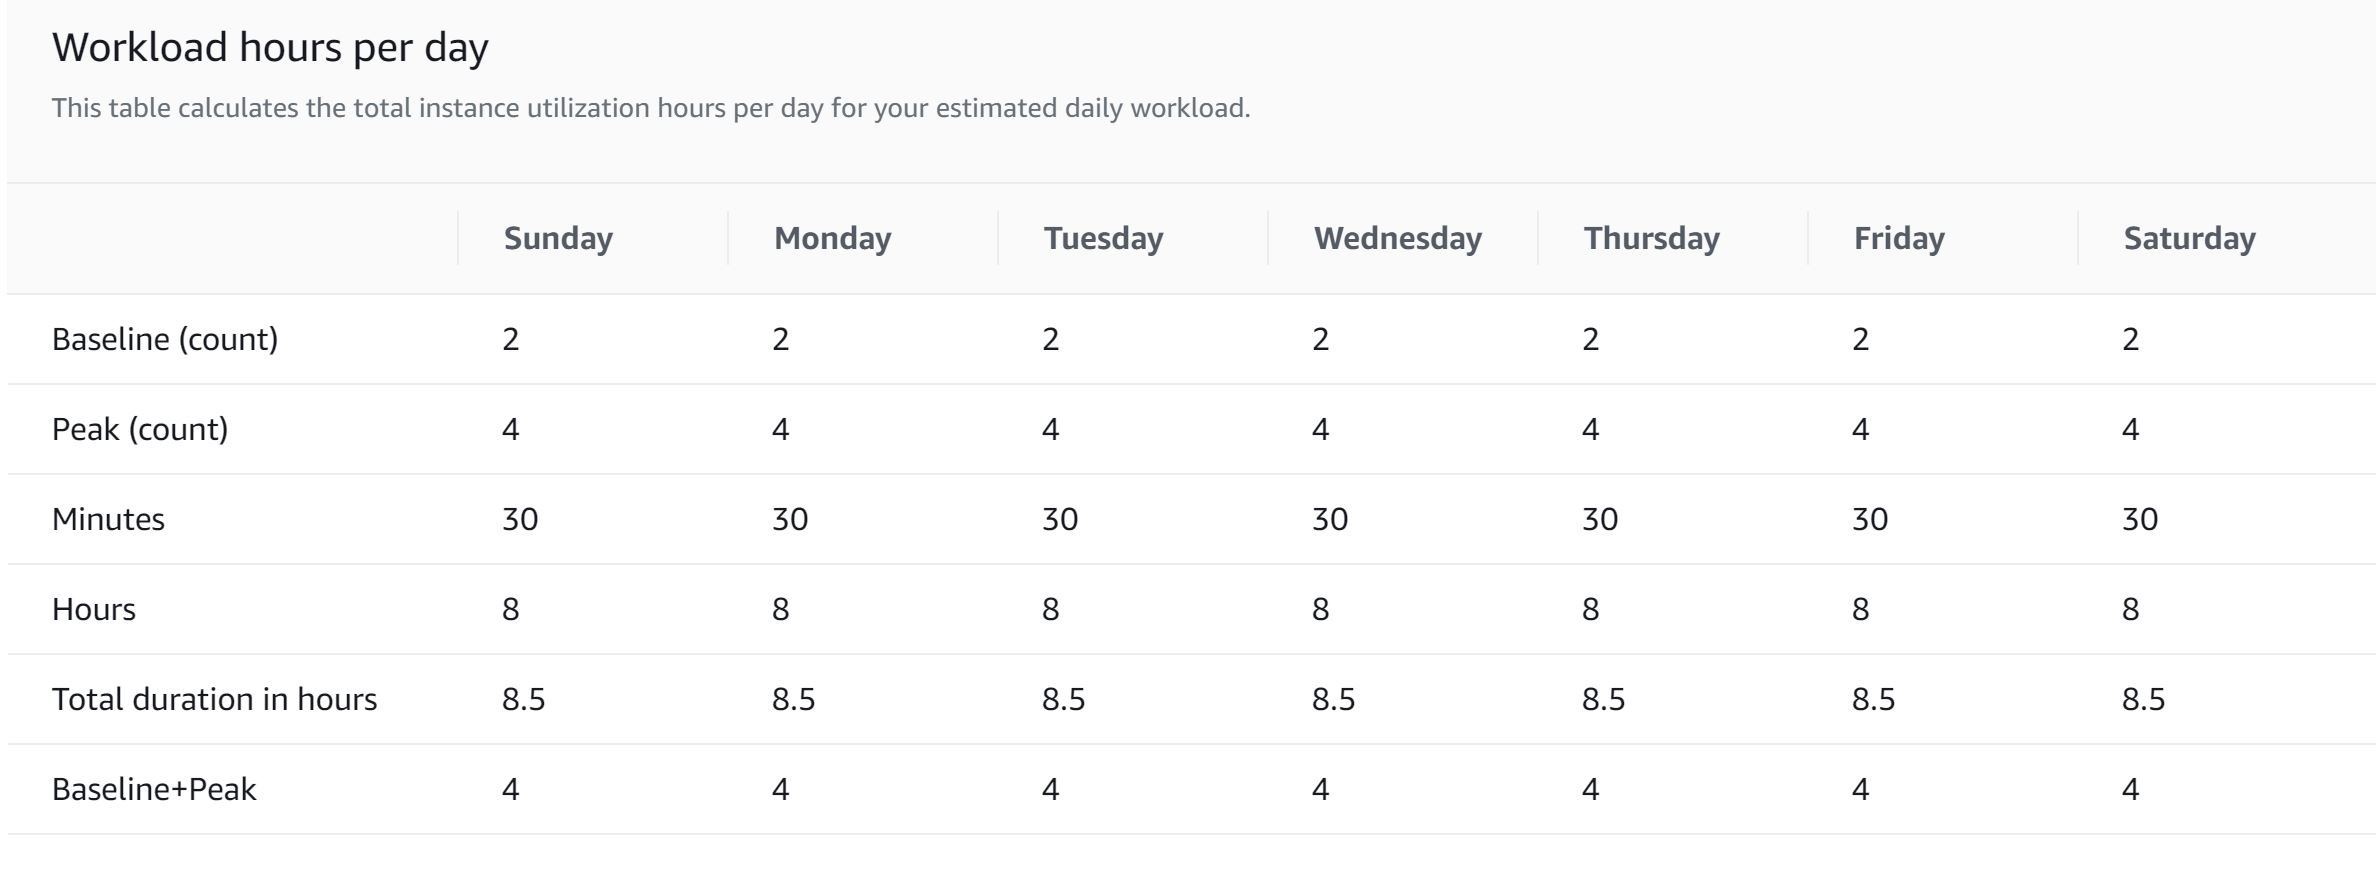 Workload hours per day
This table calculates the total instance utilization hours per day for your estimated daily workload.
Sunday Monday Tuesday Wednesday Thursday Friday Saturday
Baseline (count) 2 2 2 2 2 2 2
Peak (count) 4 4 4 4 4 4 4
Minutes 30 30 30 30 30 30 30
Hours 8 8 8 8 8 8 8
Total duration in hours 8.5 8.5 8.5 8.5 8.5 8.5 8.5
Baseline+Peak 4 4 4 4 4 4 4